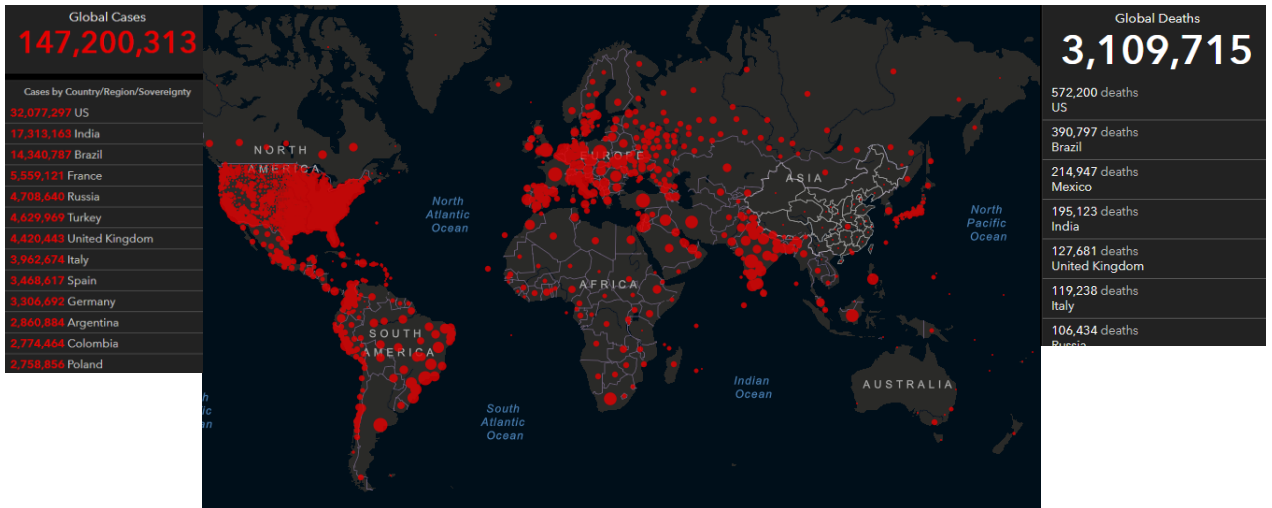 Global Cases
147,200,313
Cases by Country/Region/Sovereignty
32,077,297 US
17,313,163 India
14,340,787 Brazil
5,559,121 France
4,708,640 Russia
4,629,969 Turkey
4,420,443 United Kingdom
3,962,674 Italy
3,468,617 Spain
3,306,692 Germany
2,860,884 Argentina
2,774,464 Colombia
2,758,856 Poland
NORTH
AMERICA
EUROPE
ASIA
North
Atlantic
Ocean
North
Pacific
Ocean
AFRICA
SOUTH
AMERICA
Indian
Ocean
AUSTRALIA
South
Atlantic
Ocean
Global Deaths
3,109,715
572,200 deaths
US
390,797 deaths
Brazil
214,947 deaths
Mexico
195,123 deaths
India
127,681 deaths
United Kingdom
119,238 deaths
Italy
106,434 deaths
Russia